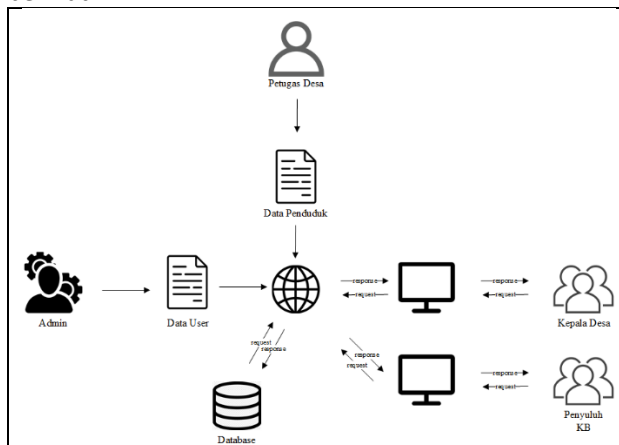 Petugas Desa
Data Penduduk
response
request
response
request
Admin
Data User
Kepala Desa
request
response
response
request
response
request
Database
Penyuluh
KB